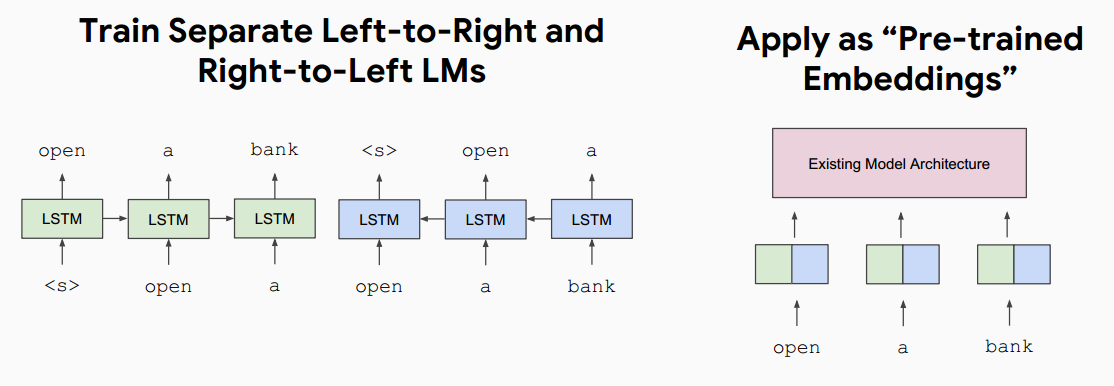 Train Separate Left-to-Right and
Right-to-Left LMs
open a bank
LSTM LSTM LSTM
<s> open a
<s> open a
LSTM LSTM LSTM
open a bank
Apply as “Pre-trained
Embeddings”
Existing Model Architecture
open a bank